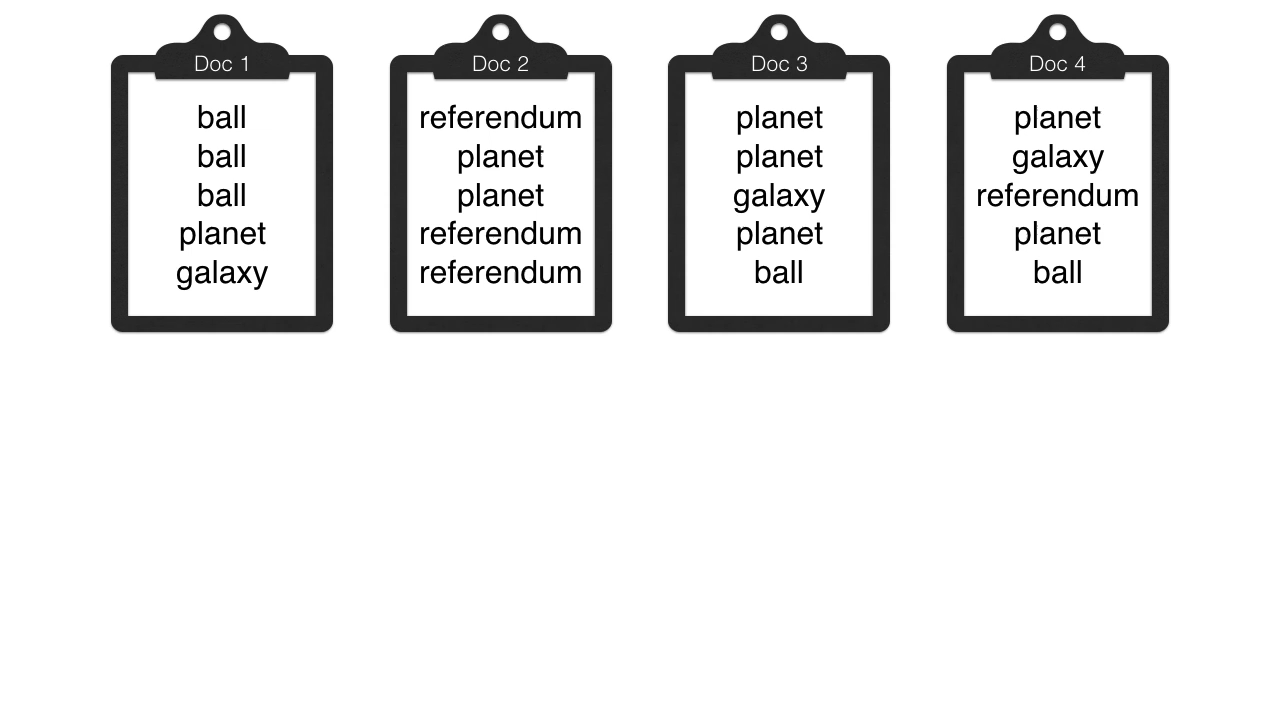 Doc 1
ball
ball
ball
planet
galaxy
Doc 2
referendum
planet
planet
referendum
referendum
Doc 3
planet
planet
galaxy
planet
ball
Doc 4
planet
galaxy
referendum
planet
ball